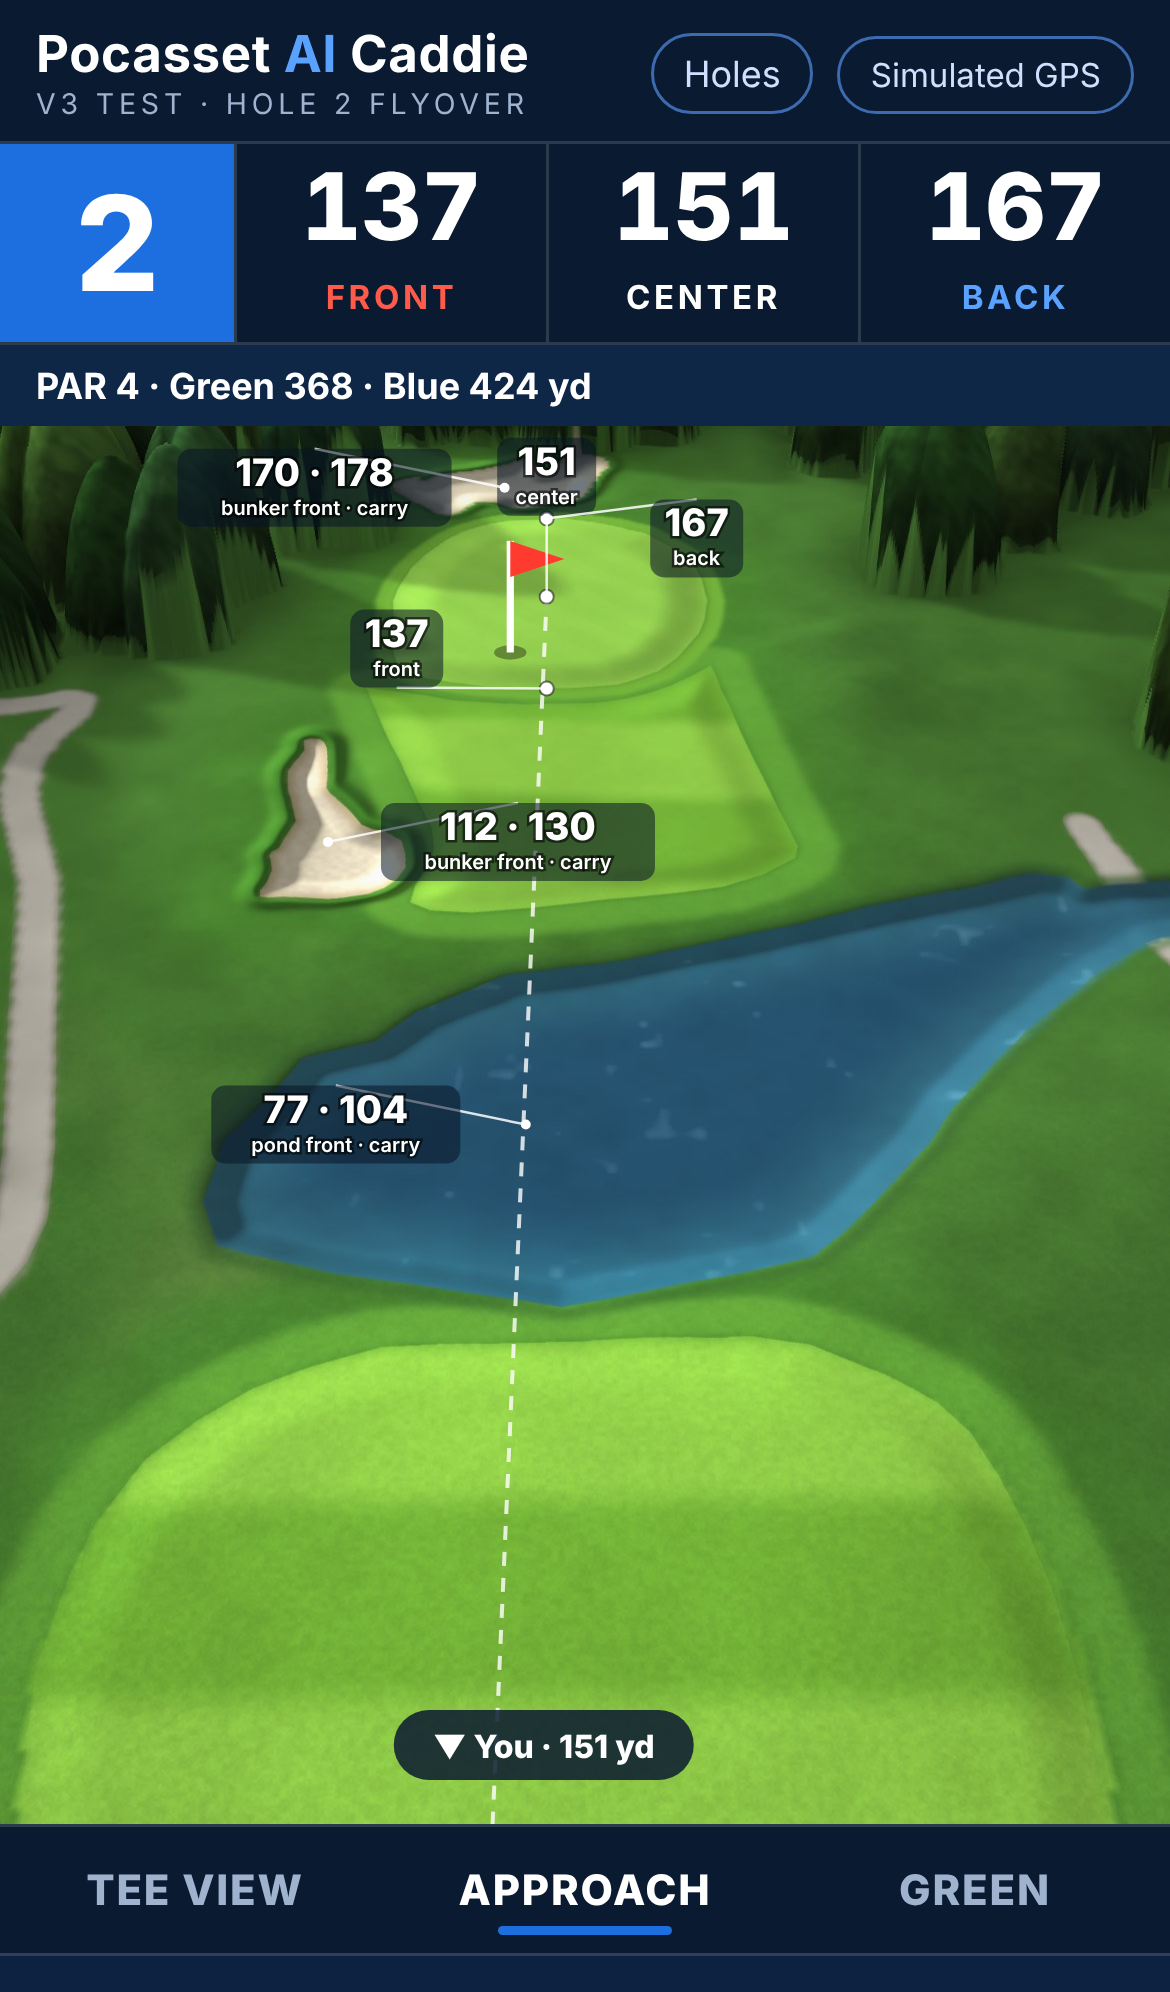 Pocasset AI Caddie
V3 TEST · HOLE 2 FLYOVER
Holes
Simulated GPS
2
137
FRONT
151
CENTER
167
BACK
PAR 4 · Green 368 · Blue 424 yd
170 · 178
bunker front · carry
151
center
167
back
137
front
112 · 130
bunker front · carry
77 · 104
pond front · carry
▼ You · 151 yd
TEE VIEW
APPROACH
GREEN